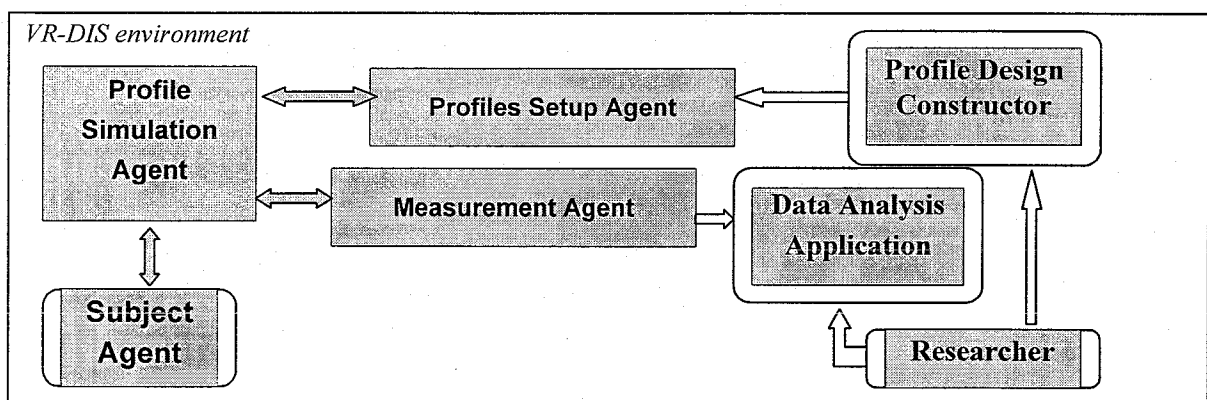 VR-DIS environment
Profile
Simulation
Agent
Profiles Setup Agent
Profile Design
Constructor
Measurement Agent
Data Analysis
Application
Subject
Agent
Researcher